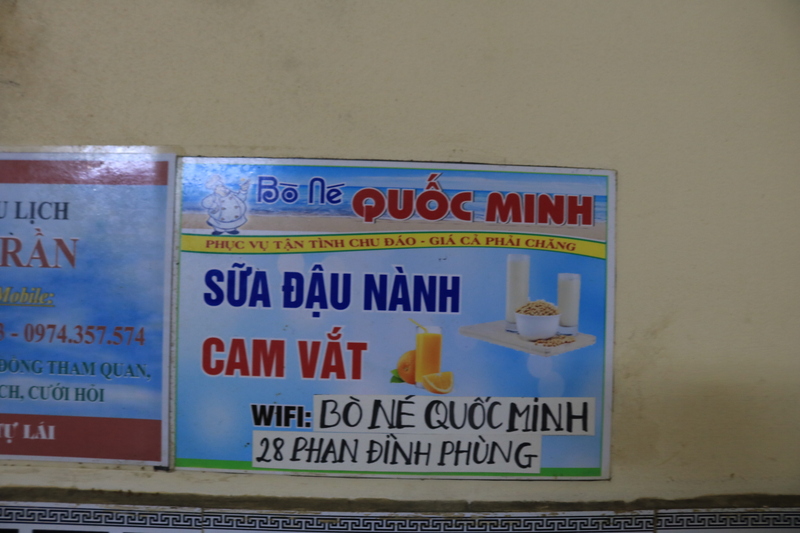 U LỊCH
RẦN
Mobile:
3 - 0974.357.574
ĐỒNG THAM QUAN,
CH, CƯỚI HỎI
TỰ LÁI
Bò Né QUỐC MINH
PHỤC VỤ TẬN TÌNH CHU ĐÁO - GIÁ CẢ PHẢI CHĂNG
SỮA ĐẬU NÀNH
CAM VẮT
WIFI: BÒ NÉ QUỐC MINH
28 PHAN ĐÌNH PHÙNG